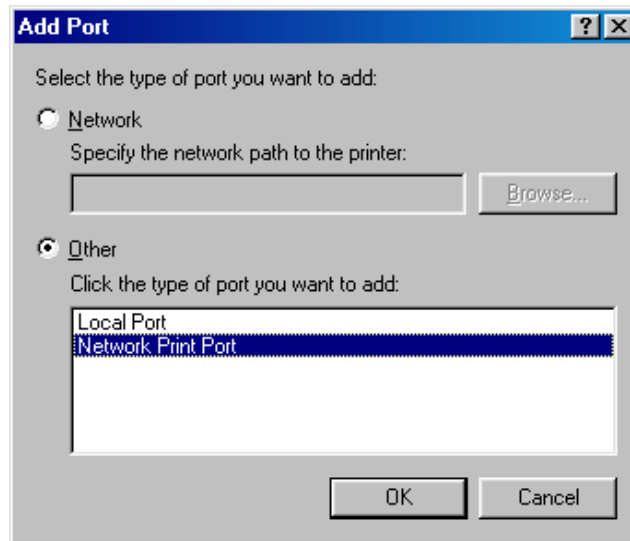 Add Port
Select the type of port you want to add:
Network
Specify the network path to the printer:
Browse...
Other
Click the type of port you want to add:
Local Port
Network Print Port
OK Cancel